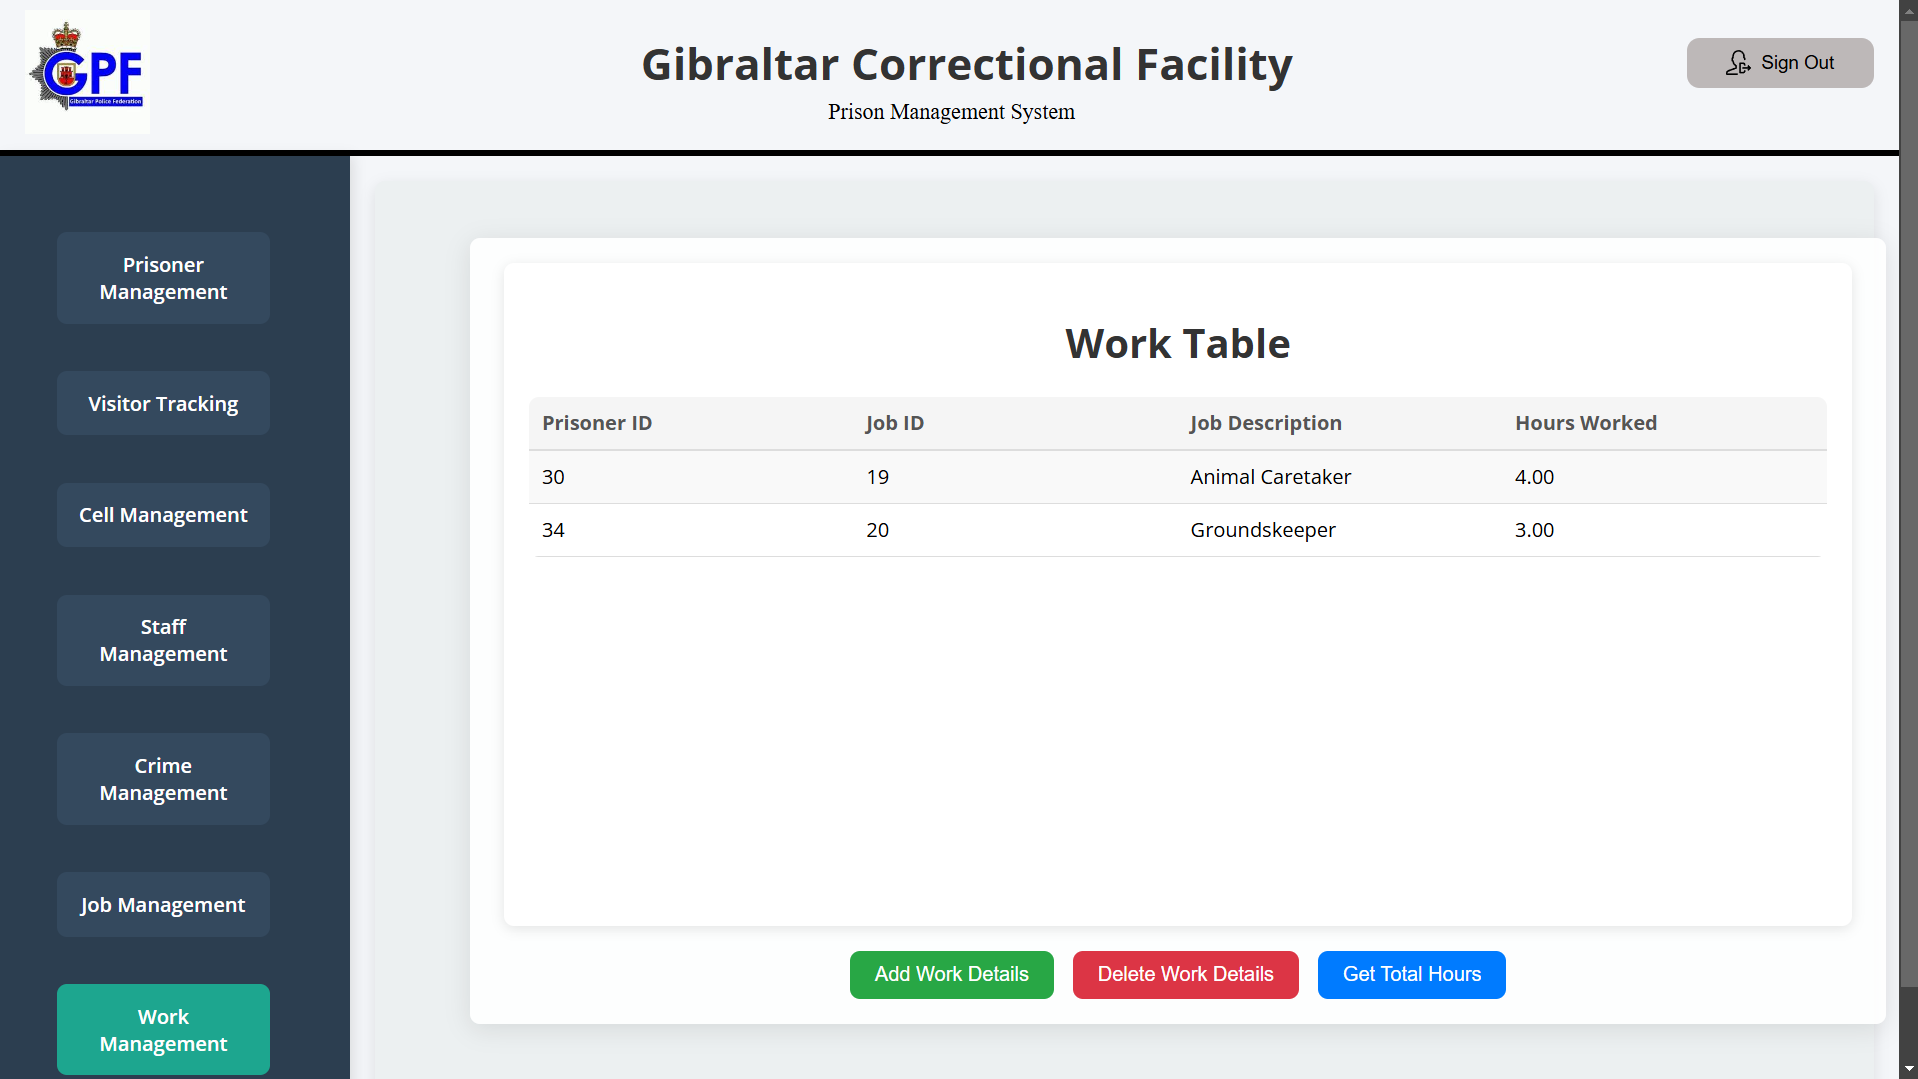 GPF
Gibraltar Police Federation
Gibraltar Correctional Facility
Prison Management System
Sign Out
Prisoner
Management
Visitor Tracking
Cell Management
Staff
Management
Crime
Management
Job Management
Work
Management
Work Table
Prisoner ID Job ID Job Description Hours Worked
30 19 Animal Caretaker 4.00
34 20 Groundskeeper 3.00
Add Work Details Delete Work Details Get Total Hours